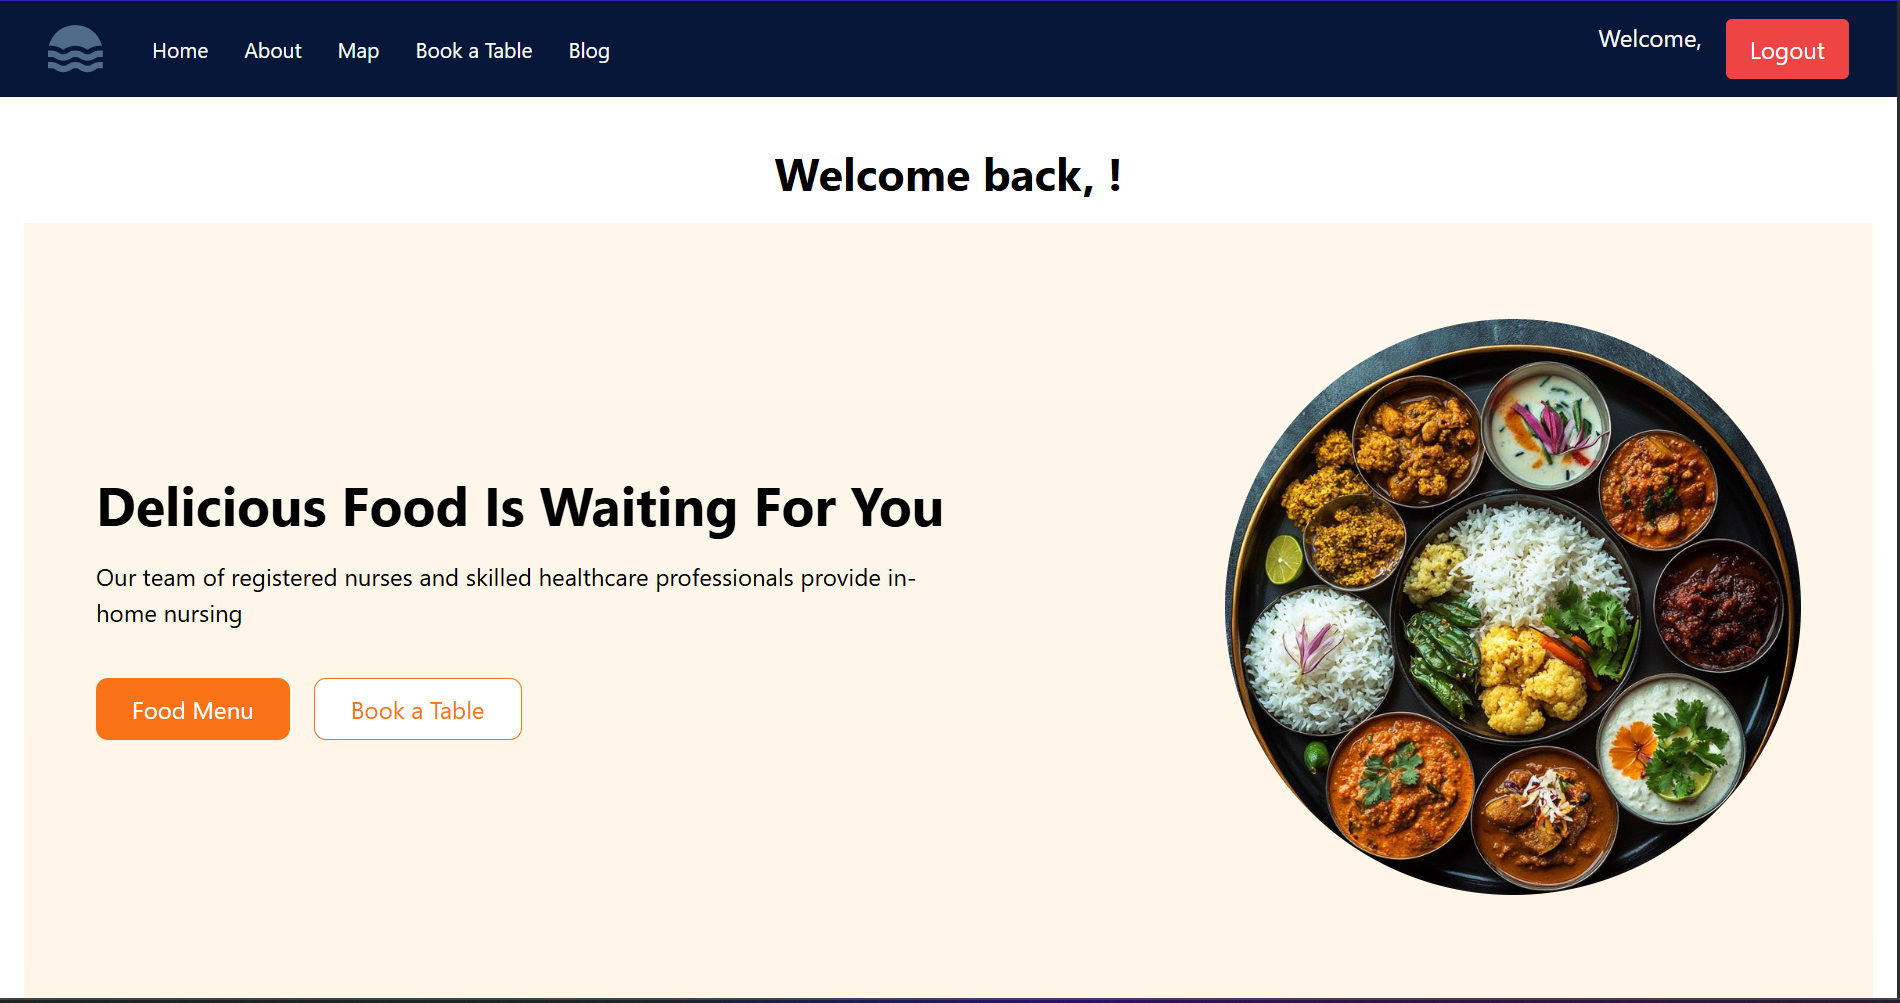 Home About Map Book a Table Blog
Welcome, Logout
Welcome back, !
Delicious Food Is Waiting For You
Our team of registered nurses and skilled healthcare professionals provide in-
home nursing
Food Menu Book a Table